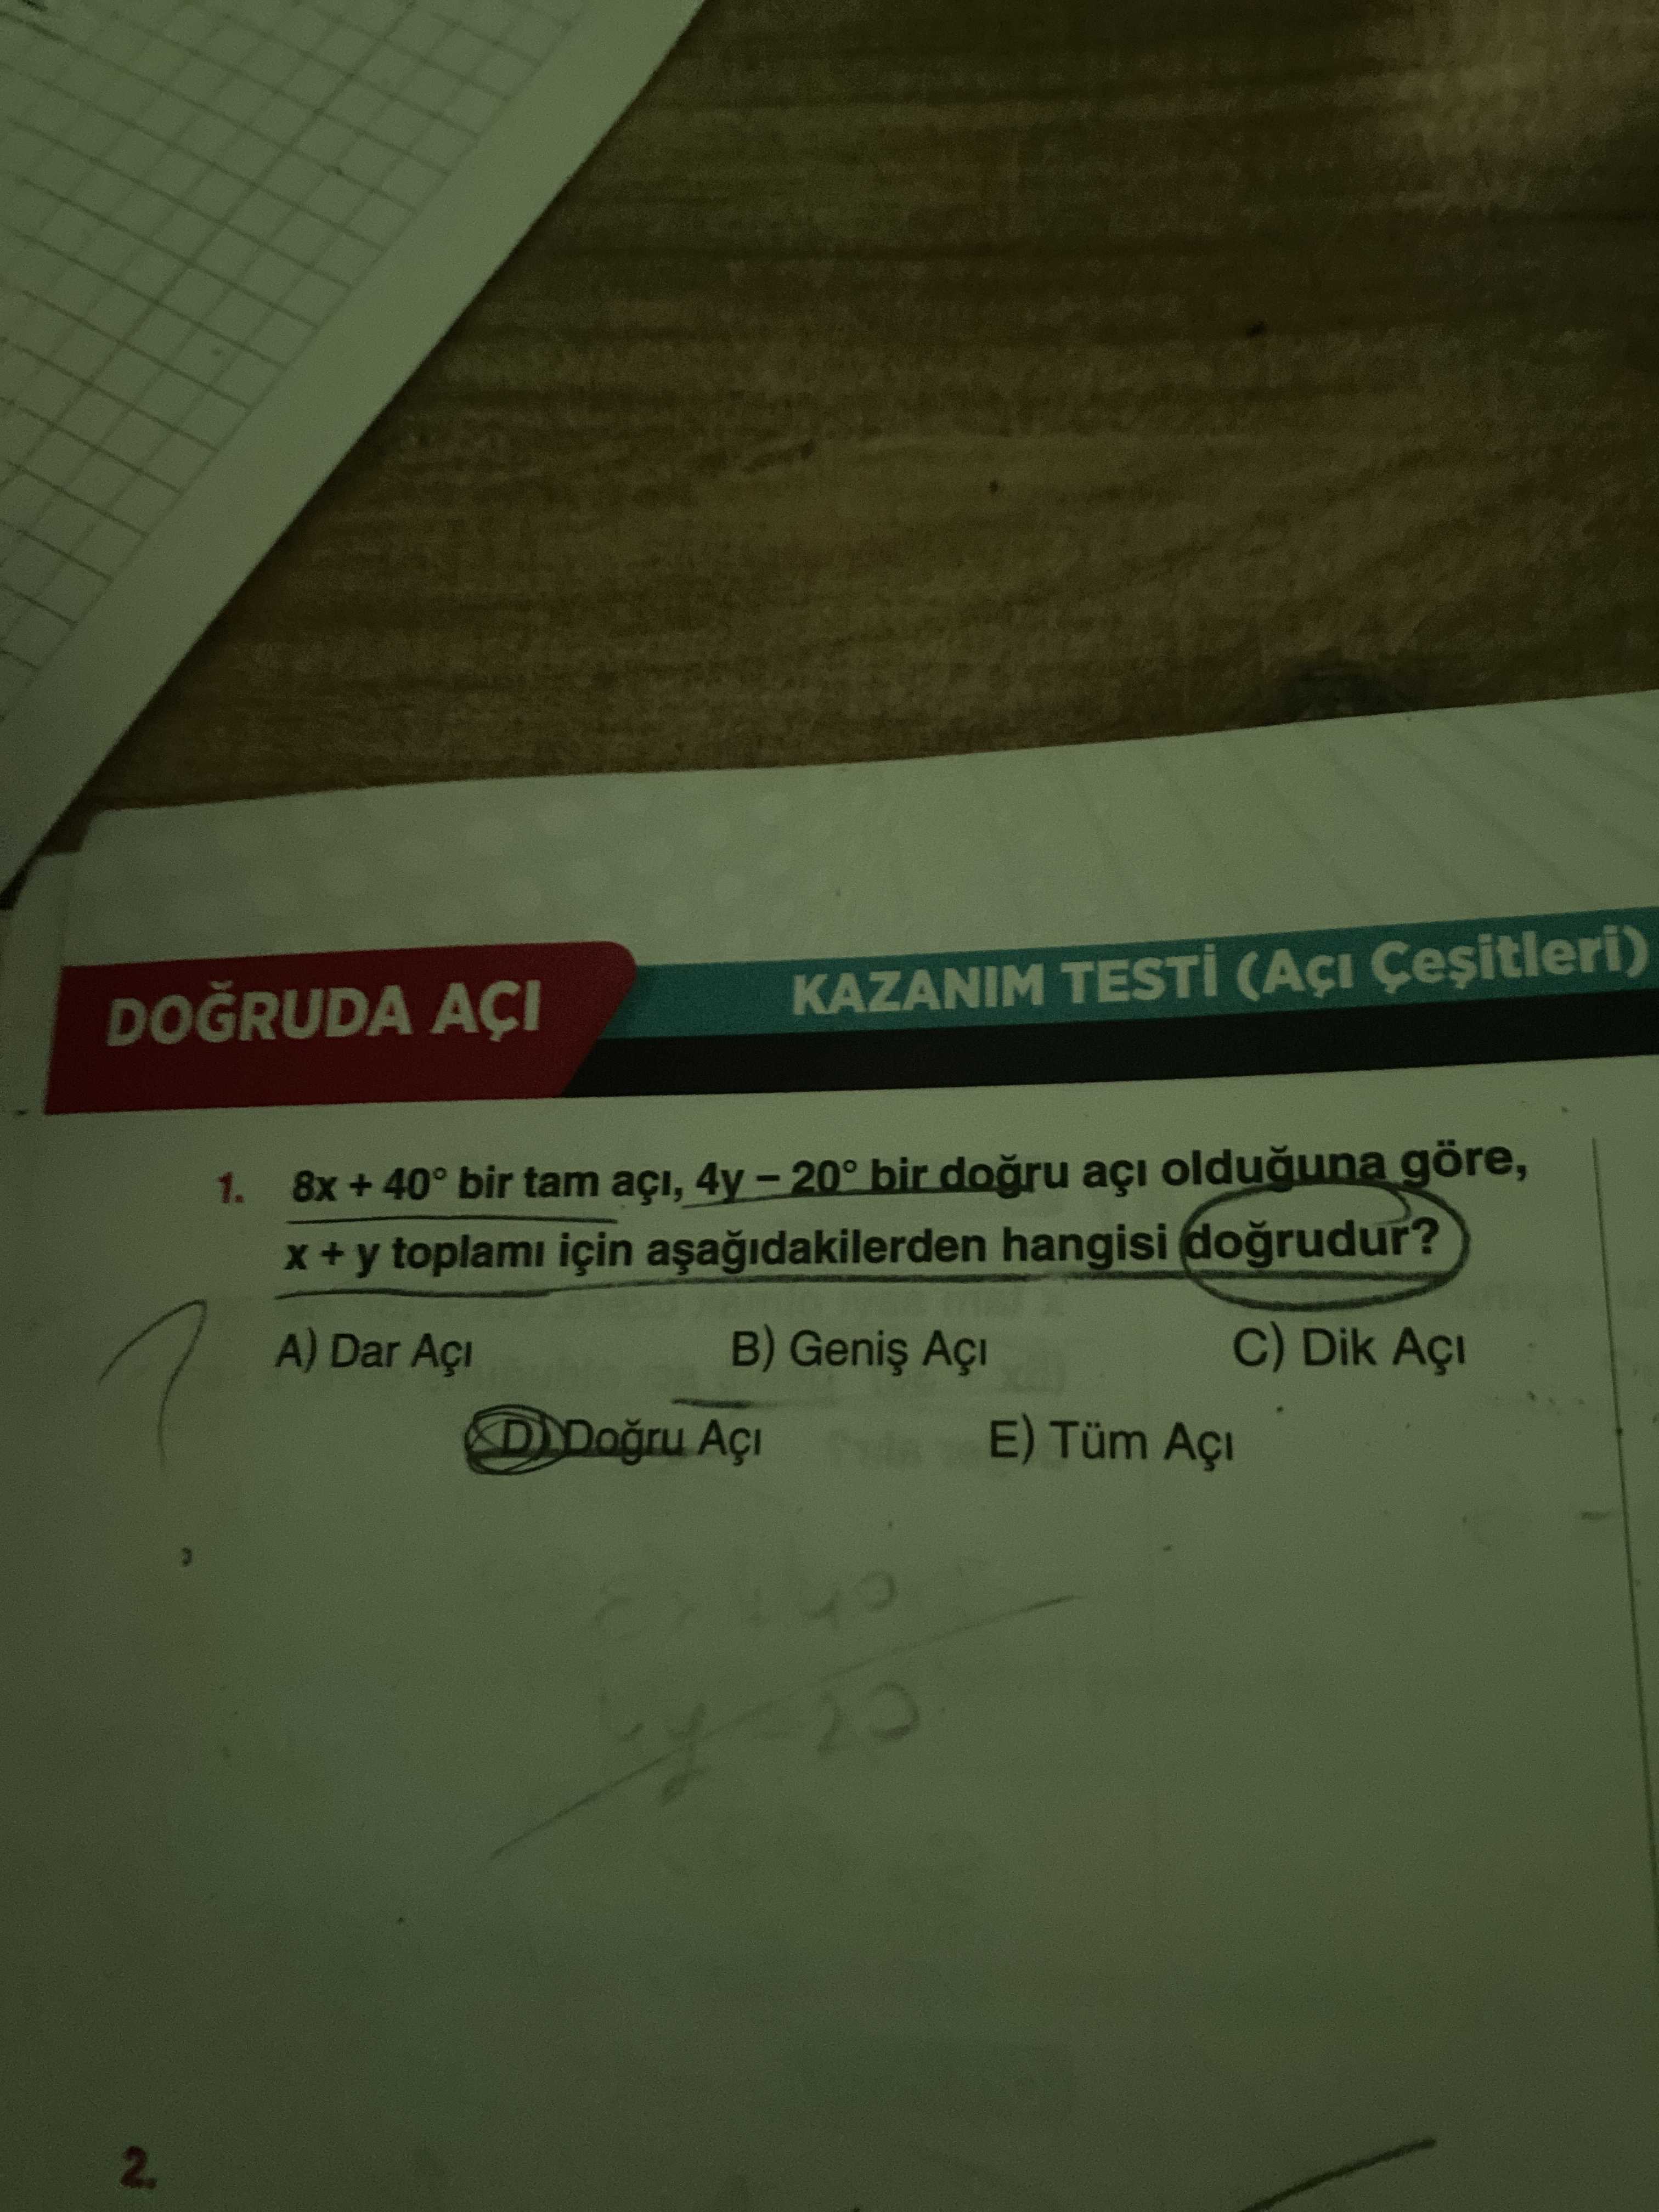 DOĞRUDA AÇI
KAZANIM TESTİ (Açı Çeşitleri)
1. 8x + 40° bir tam açı, 4y – 20° bir doğru açı olduğuna göre,
x + y toplamı için aşağıdakilerden hangisi doğrudur?
A) Dar Açı B) Geniş Açı C) Dik Açı
D) Doğru Açı E) Tüm Açı
2.